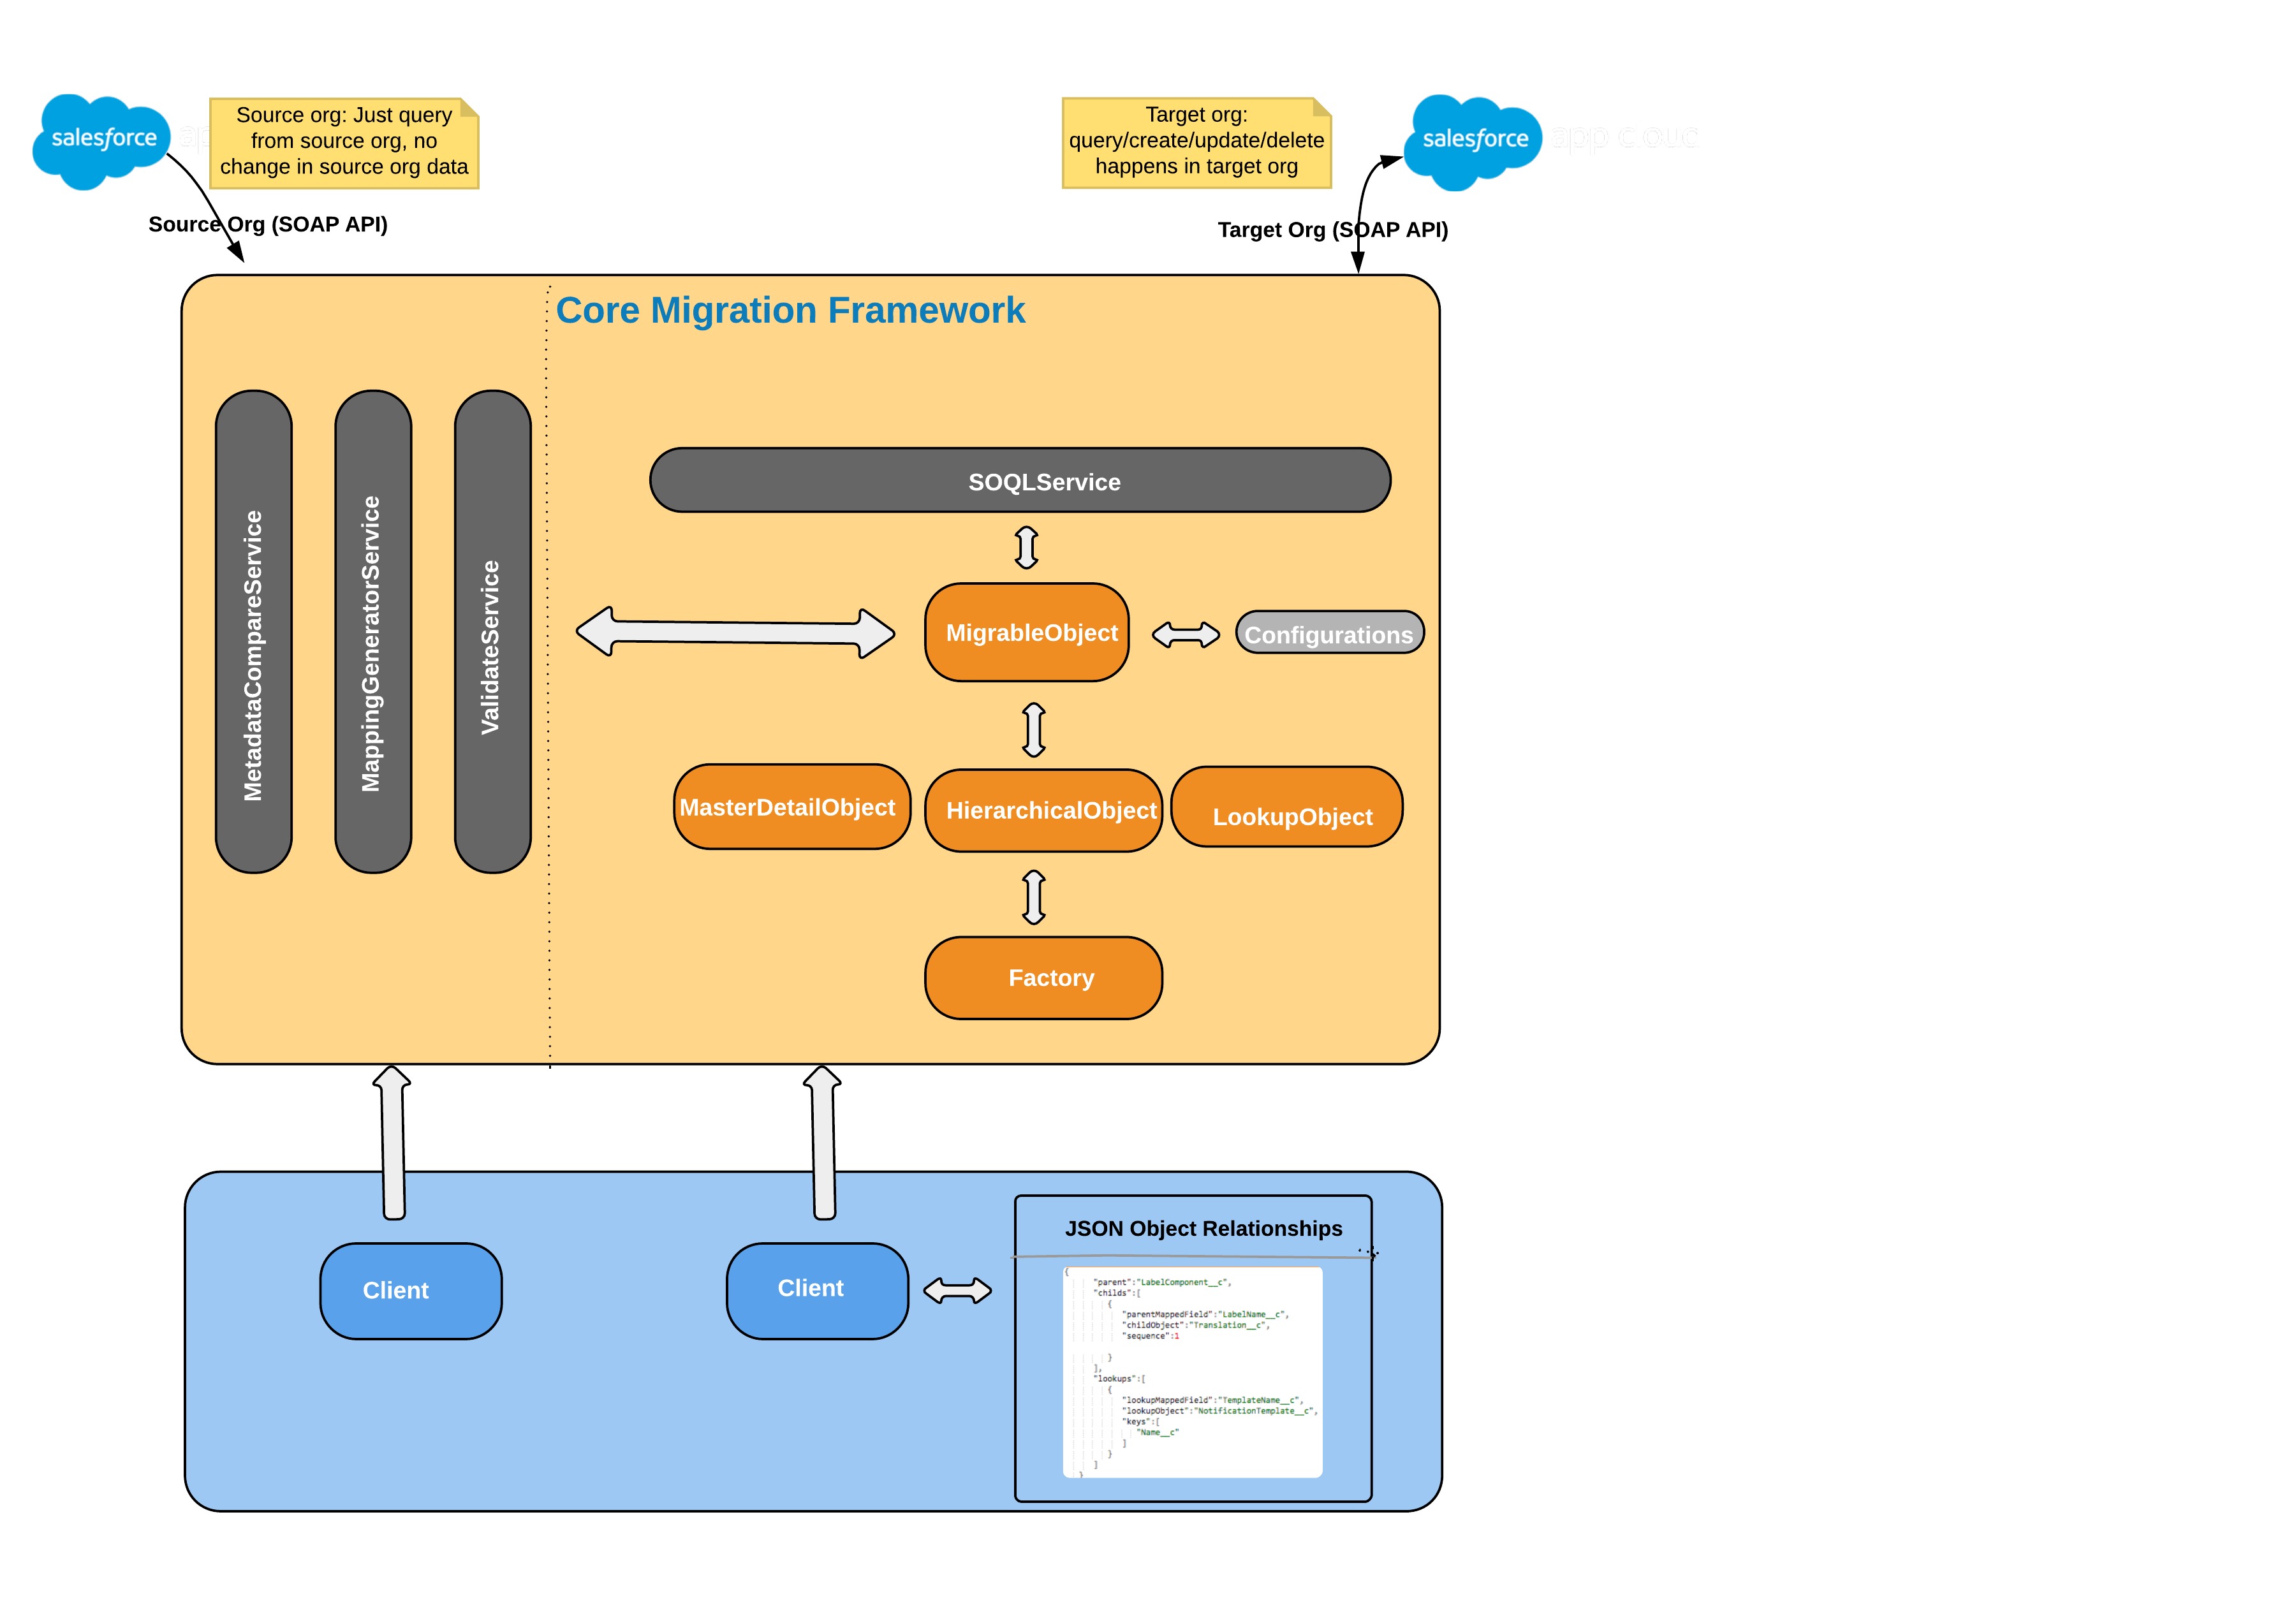 salesforce
Source org: Just query
from source org, no
change in source org data
Target org:
query/create/update/delete
happens in target org
salesforce
app cloud
Source Org (SOAP API)
Target Org (SOAP API)
Core Migration Framework
MetadataCompareService
MappingGeneratorService
ValidateService
SOQLService
MigrableObject
Configurations
MasterDetailObject
HierarchicalObject
LookupObject
Factory
Client
Client
JSON Object Relationships
{
"parent":"LabelComponent__c",
"childs":[
{
"parentMappedField":"LabelName__c",
"childObject":"Translation__c",
"sequence":1
}
],
"lookups":[
{
"lookupMappedField":"TemplateName__c",
"lookupObject":"NotificationTemplate__c",
"keys":[
"Name__c"
]
}
]
}